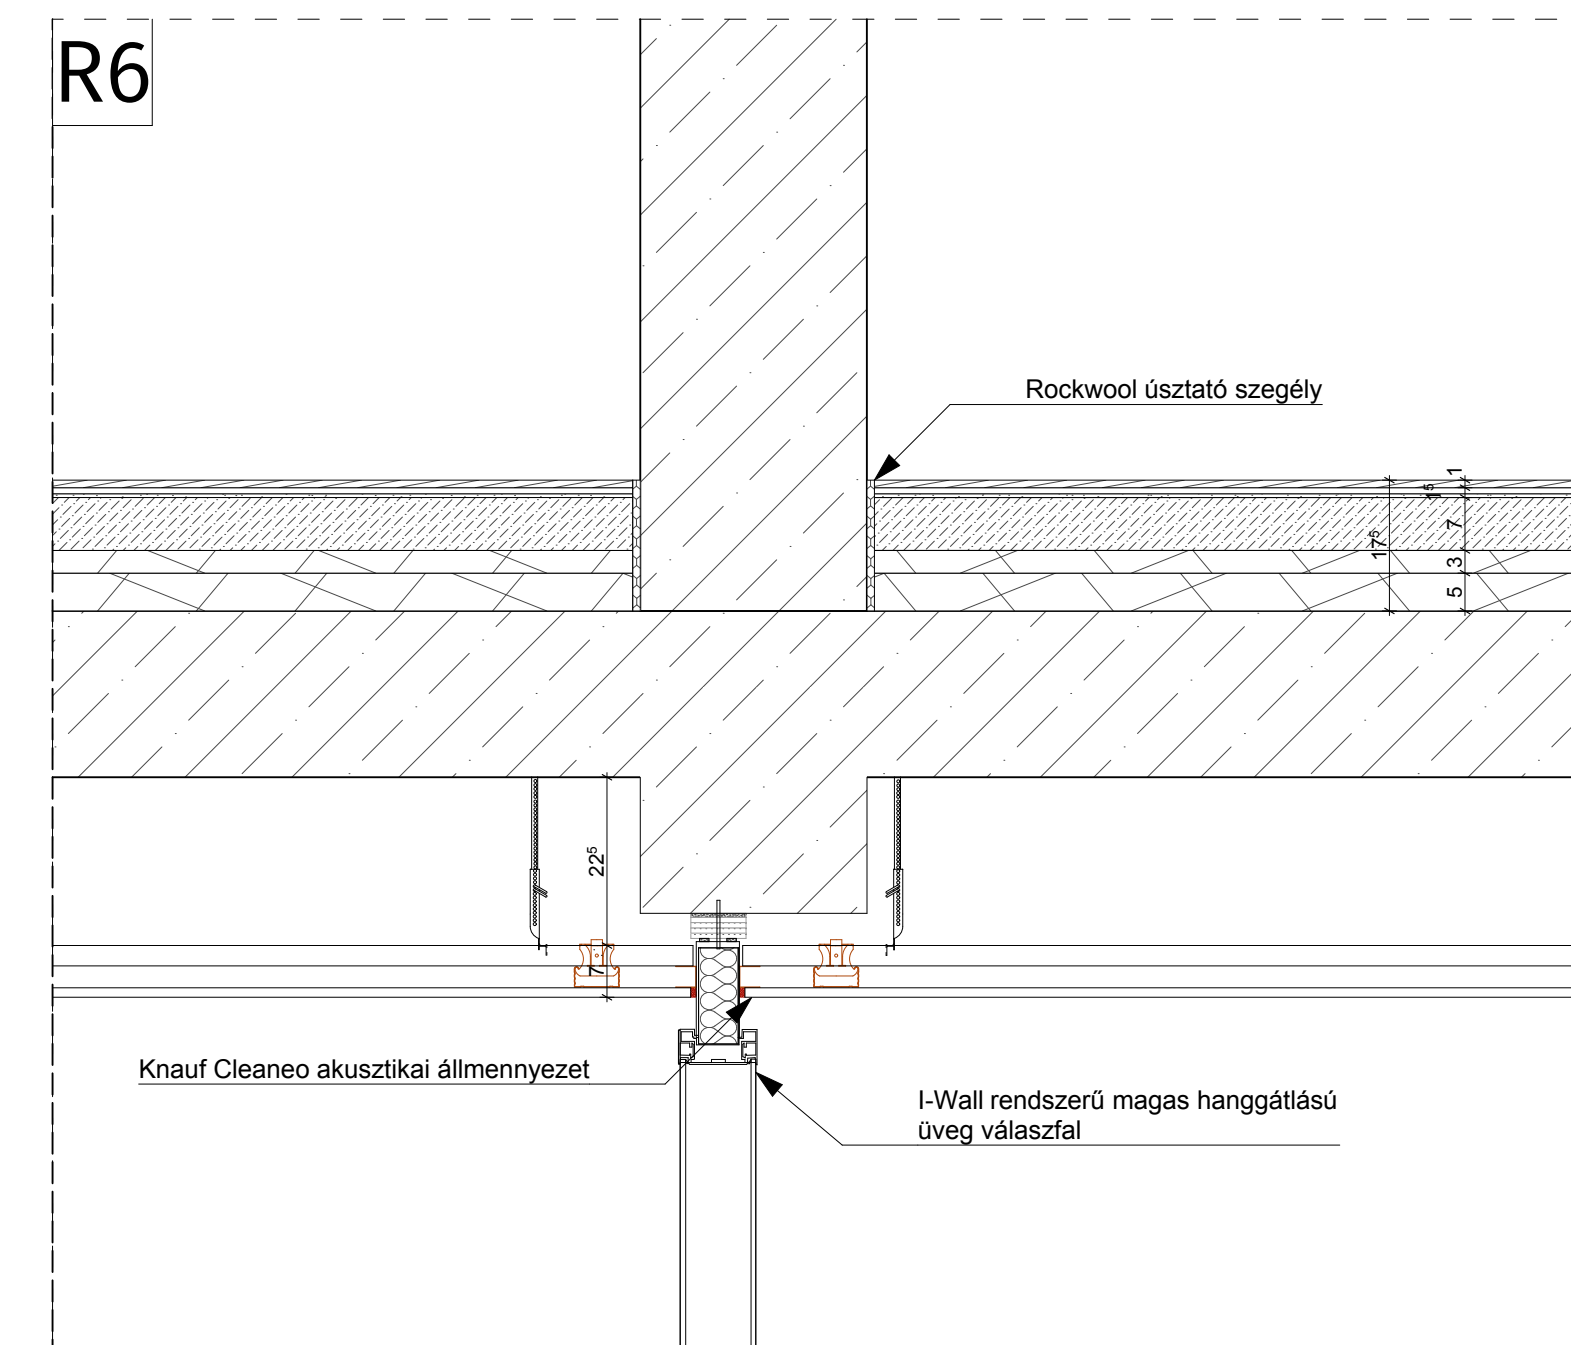 R6
Rockwool úsztató szegély
1
1⁵
7
17⁵
3
5
22⁵
7
Knauf Cleaneo akusztikai állmennyezet
I-Wall rendszerű magas hanggátlású
üveg válaszfal